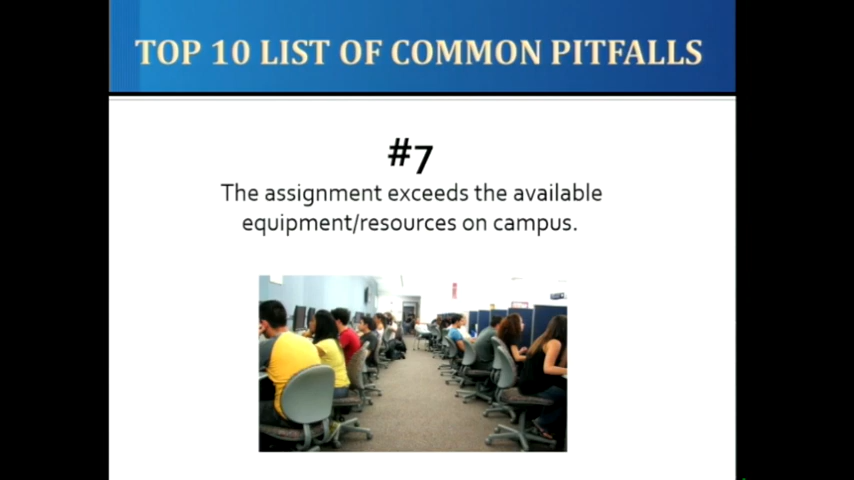 TOP 10 LIST OF COMMON PITFALLS
#7
The assignment exceeds the available
equipment/resources on campus.